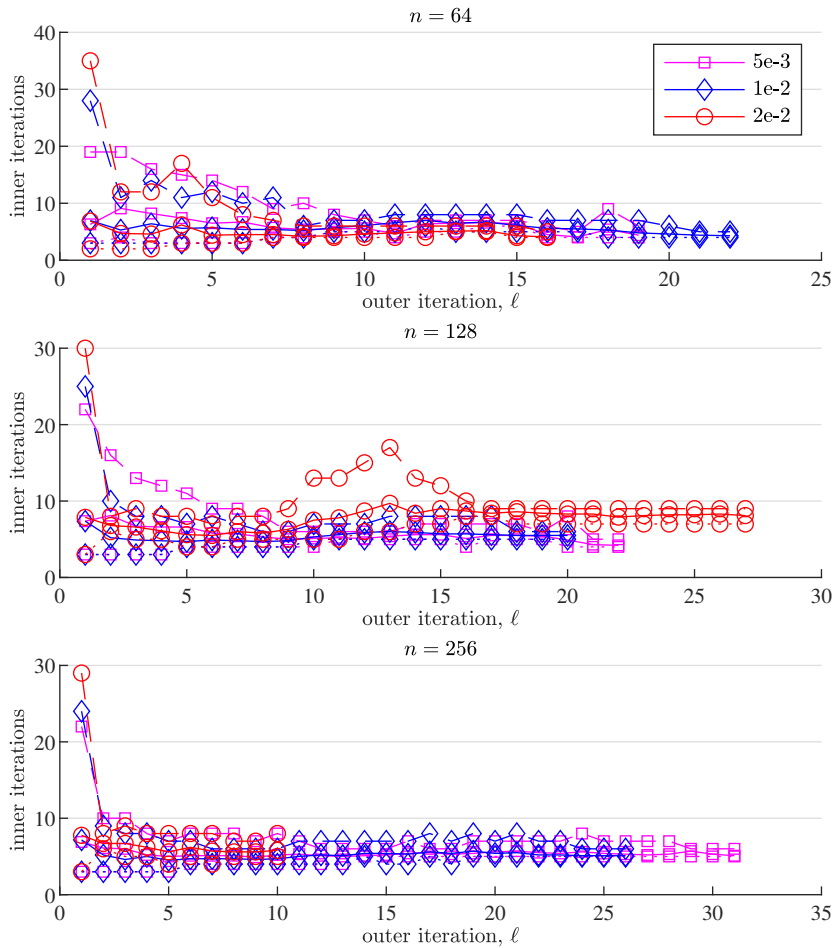 n = 64
40
30
20
10
0
inner iterations
5e-3
1e-2
2e-2
0 5 10 15 20 25
outer iteration, ℓ
n = 128
30
20
10
0
inner iterations
0 5 10 15 20 25 30
outer iteration, ℓ
n = 256
30
20
10
0
inner iterations
0 5 10 15 20 25 30 35
outer iteration, ℓ